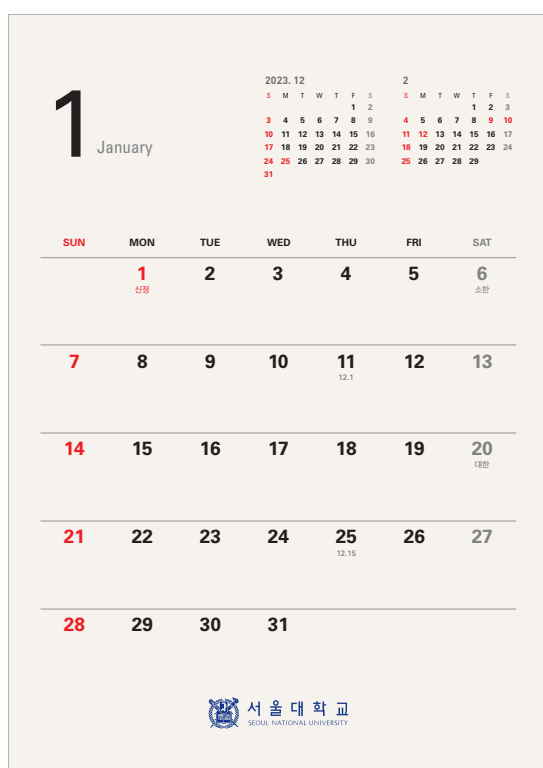 1 January
2023. 12
S M T W T F S
1 2
3 4 5 6 7 8 9
10 11 12 13 14 15 16
17 18 19 20 21 22 23
24 25 26 27 28 29 30
31
2
S M T W T F S
1 2 3
4 5 6 7 8 9 10
11 12 13 14 15 16 17
18 19 20 21 22 23 24
25 26 27 28 29
SUN MON TUE WED THU FRI SAT
1 2 3 4 5 6
신정 소한
7 8 9 10 11 12 13
12.1
14 15 16 17 18 19 20
대한
21 22 23 24 25 26 27
12.15
28 29 30 31
서울대학교
SEOUL NATIONAL UNIVERSITY